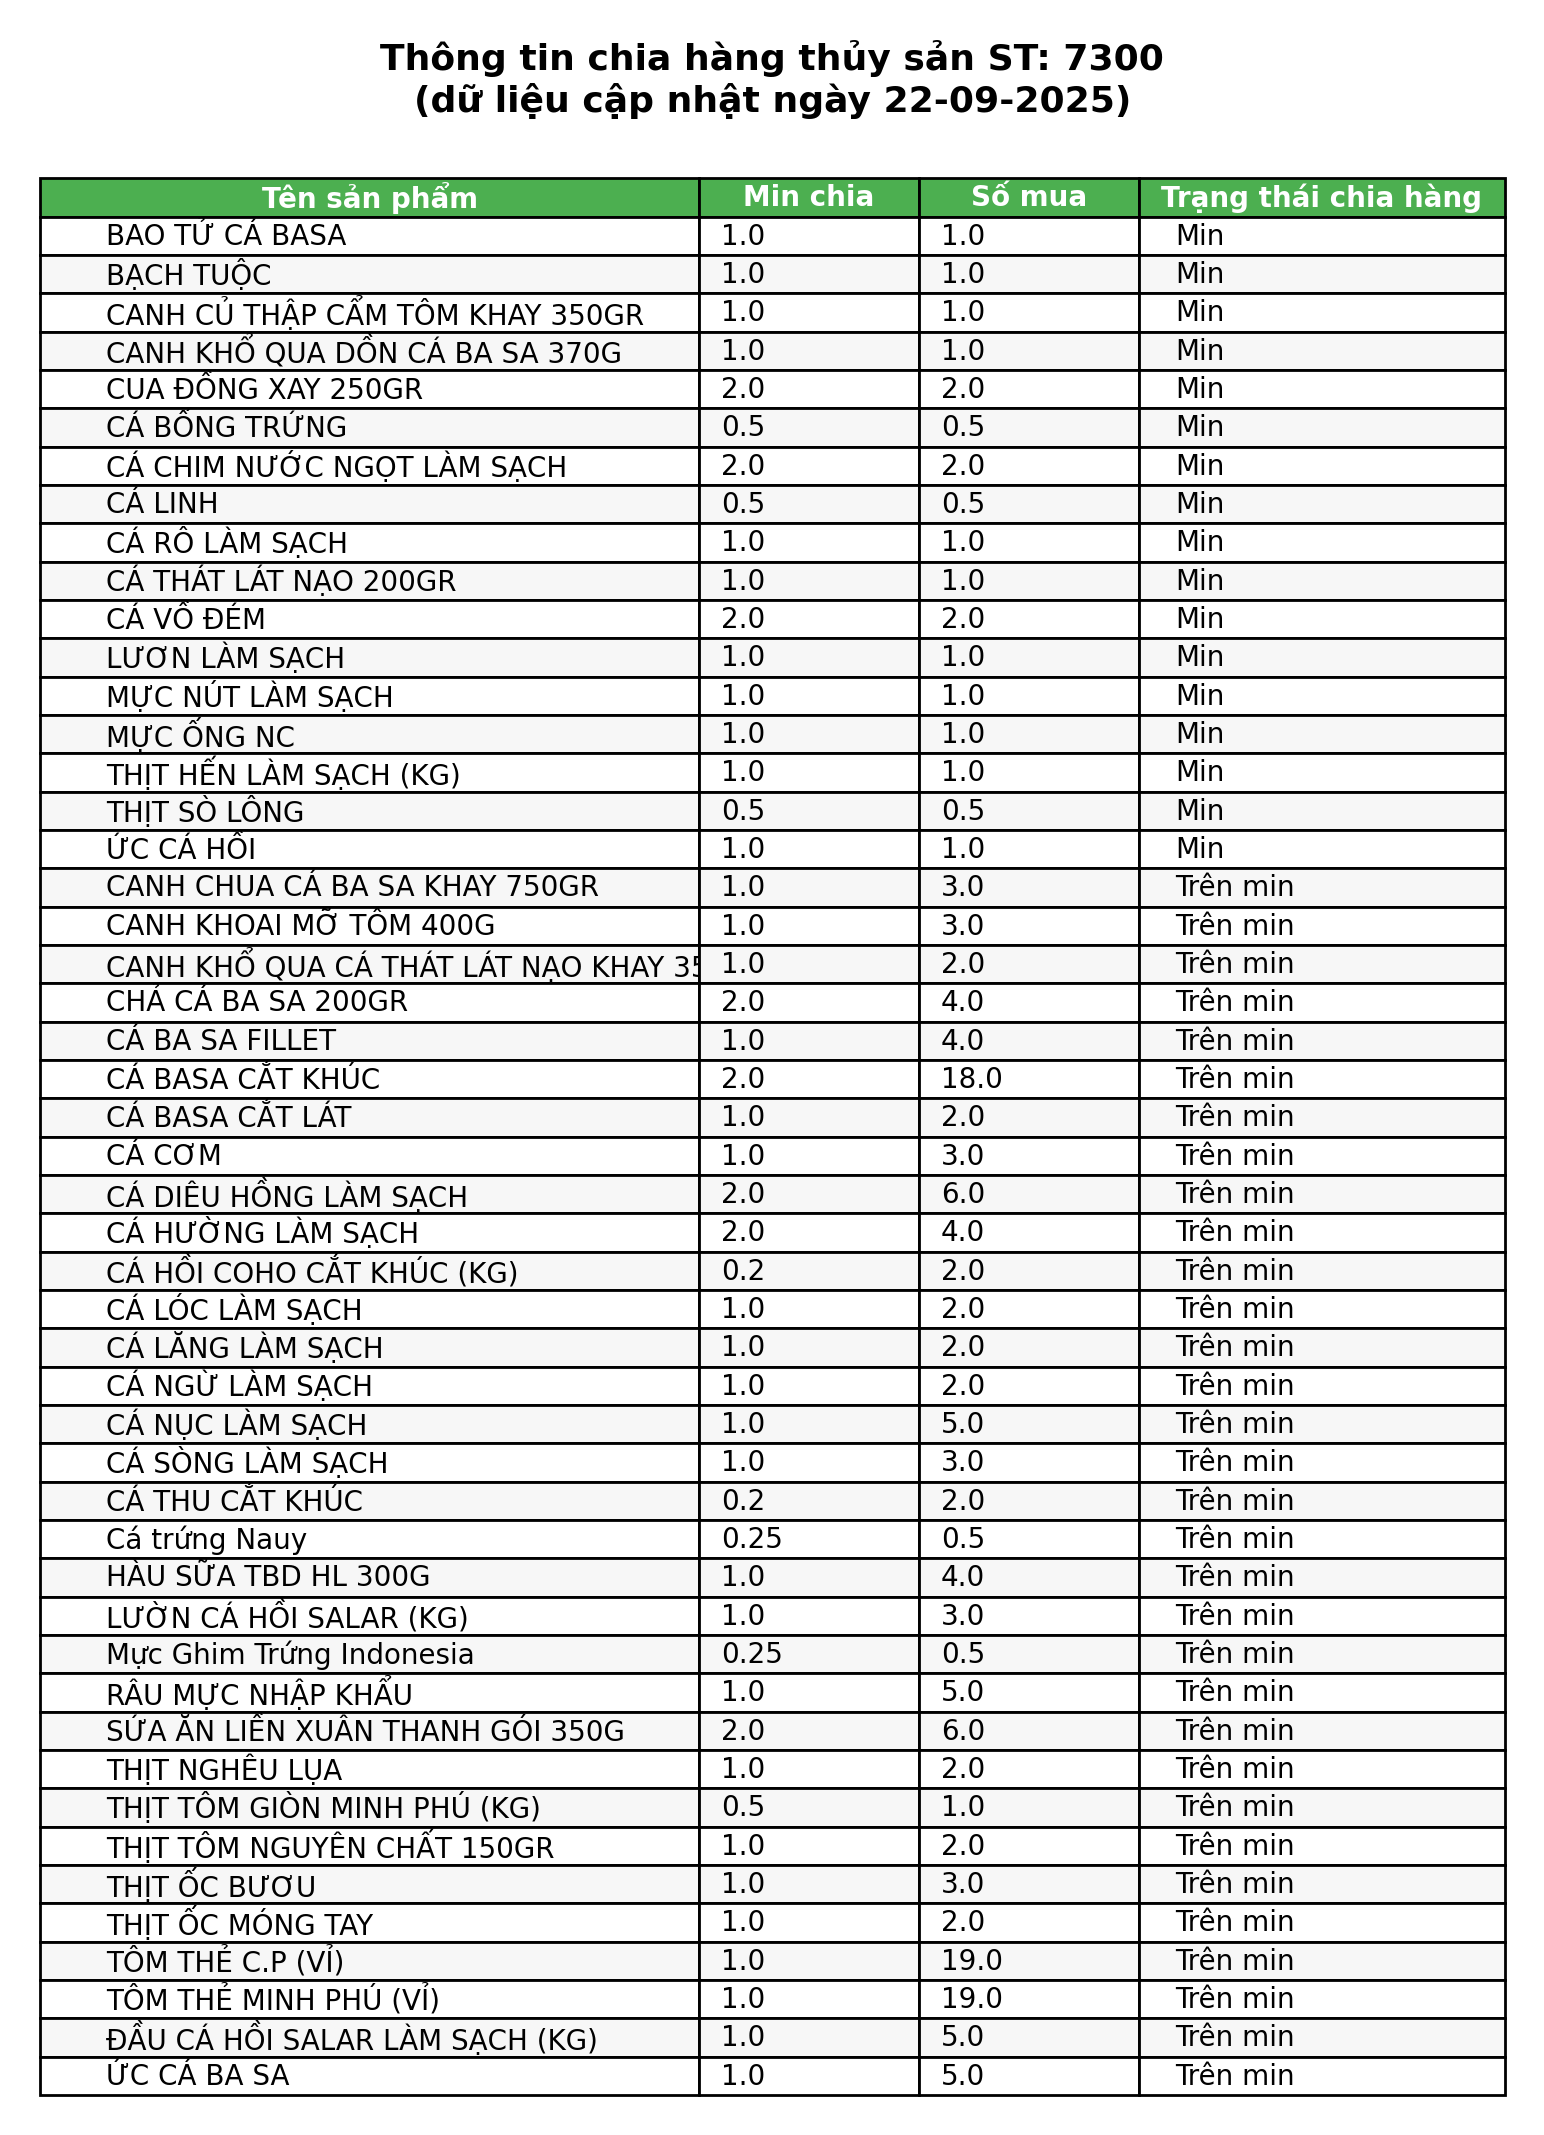 Thông tin chia hàng thủy sản ST: 7300
(dữ liệu cập nhật ngày 22-09-2025)
Tên sản phẩm Min chia Số mua Trạng thái chia hàng
BAO TỬ CÁ BASA 1.0 1.0 Min
BẠCH TUỘC 1.0 1.0 Min
CANH CỦ THẬP CẨM TÔM KHAY 350GR 1.0 1.0 Min
CANH KHỔ QUA DỒN CÁ BA SA 370G 1.0 1.0 Min
CUA ĐỒNG XAY 250GR 2.0 2.0 Min
CÁ BỐNG TRỨNG 0.5 0.5 Min
CÁ CHIM NƯỚC NGỌT LÀM SẠCH 2.0 2.0 Min
CÁ LINH 0.5 0.5 Min
CÁ RÔ LÀM SẠCH 1.0 1.0 Min
CÁ THÁT LÁT NẠO 200GR 1.0 1.0 Min
CÁ VỒ ĐÉM 2.0 2.0 Min
LƯƠN LÀM SẠCH 1.0 1.0 Min
MỰC NÚT LÀM SẠCH 1.0 1.0 Min
MỰC ỐNG NC 1.0 1.0 Min
THỊT HẾN LÀM SẠCH (KG) 1.0 1.0 Min
THỊT SÒ LÔNG 0.5 0.5 Min
ỨC CÁ HỒI 1.0 1.0 Min
CANH CHUA CÁ BA SA KHAY 750GR 1.0 3.0 Trên min
CANH KHOAI MỠ TÔM 400G 1.0 3.0 Trên min
CANH KHỔ QUA CÁ THÁT LÁT NẠO KHAY 35 1.0 2.0 Trên min
CHẢ CÁ BA SA 200GR 2.0 4.0 Trên min
CÁ BA SA FILLET 1.0 4.0 Trên min
CÁ BASA CẮT KHÚC 2.0 18.0 Trên min
CÁ BASA CẮT LÁT 1.0 2.0 Trên min
CÁ CƠM 1.0 3.0 Trên min
CÁ DIÊU HỒNG LÀM SẠCH 2.0 6.0 Trên min
CÁ HƯỜNG LÀM SẠCH 2.0 4.0 Trên min
CÁ HỒI COHO CẮT KHÚC (KG) 0.2 2.0 Trên min
CÁ LÓC LÀM SẠCH 1.0 2.0 Trên min
CÁ LĂNG LÀM SẠCH 1.0 2.0 Trên min
CÁ NGỪ LÀM SẠCH 1.0 2.0 Trên min
CÁ NỤC LÀM SẠCH 1.0 5.0 Trên min
CÁ SÒNG LÀM SẠCH 1.0 3.0 Trên min
CÁ THU CẮT KHÚC 0.2 2.0 Trên min
Cá trứng Nauy 0.25 0.5 Trên min
HÀU SỮA TBD HL 300G 1.0 4.0 Trên min
LƯỜN CÁ HỒI SALAR (KG) 1.0 3.0 Trên min
Mực Ghim Trứng Indonesia 0.25 0.5 Trên min
RÂU MỰC NHẬP KHẨU 1.0 5.0 Trên min
SỨA ĂN LIỀN XUÂN THANH GÓI 350G 2.0 6.0 Trên min
THỊT NGHÊU LỤA 1.0 2.0 Trên min
THỊT TÔM GIÒN MINH PHÚ (KG) 0.5 1.0 Trên min
THỊT TÔM NGUYÊN CHẤT 150GR 1.0 2.0 Trên min
THỊT ỐC BƯƠU 1.0 3.0 Trên min
THỊT ỐC MÓNG TAY 1.0 2.0 Trên min
TÔM THẺ C.P (VỈ) 1.0 19.0 Trên min
TÔM THẺ MINH PHÚ (VỈ) 1.0 19.0 Trên min
ĐẦU CÁ HỒI SALAR LÀM SẠCH (KG) 1.0 5.0 Trên min
ỨC CÁ BA SA 1.0 5.0 Trên min